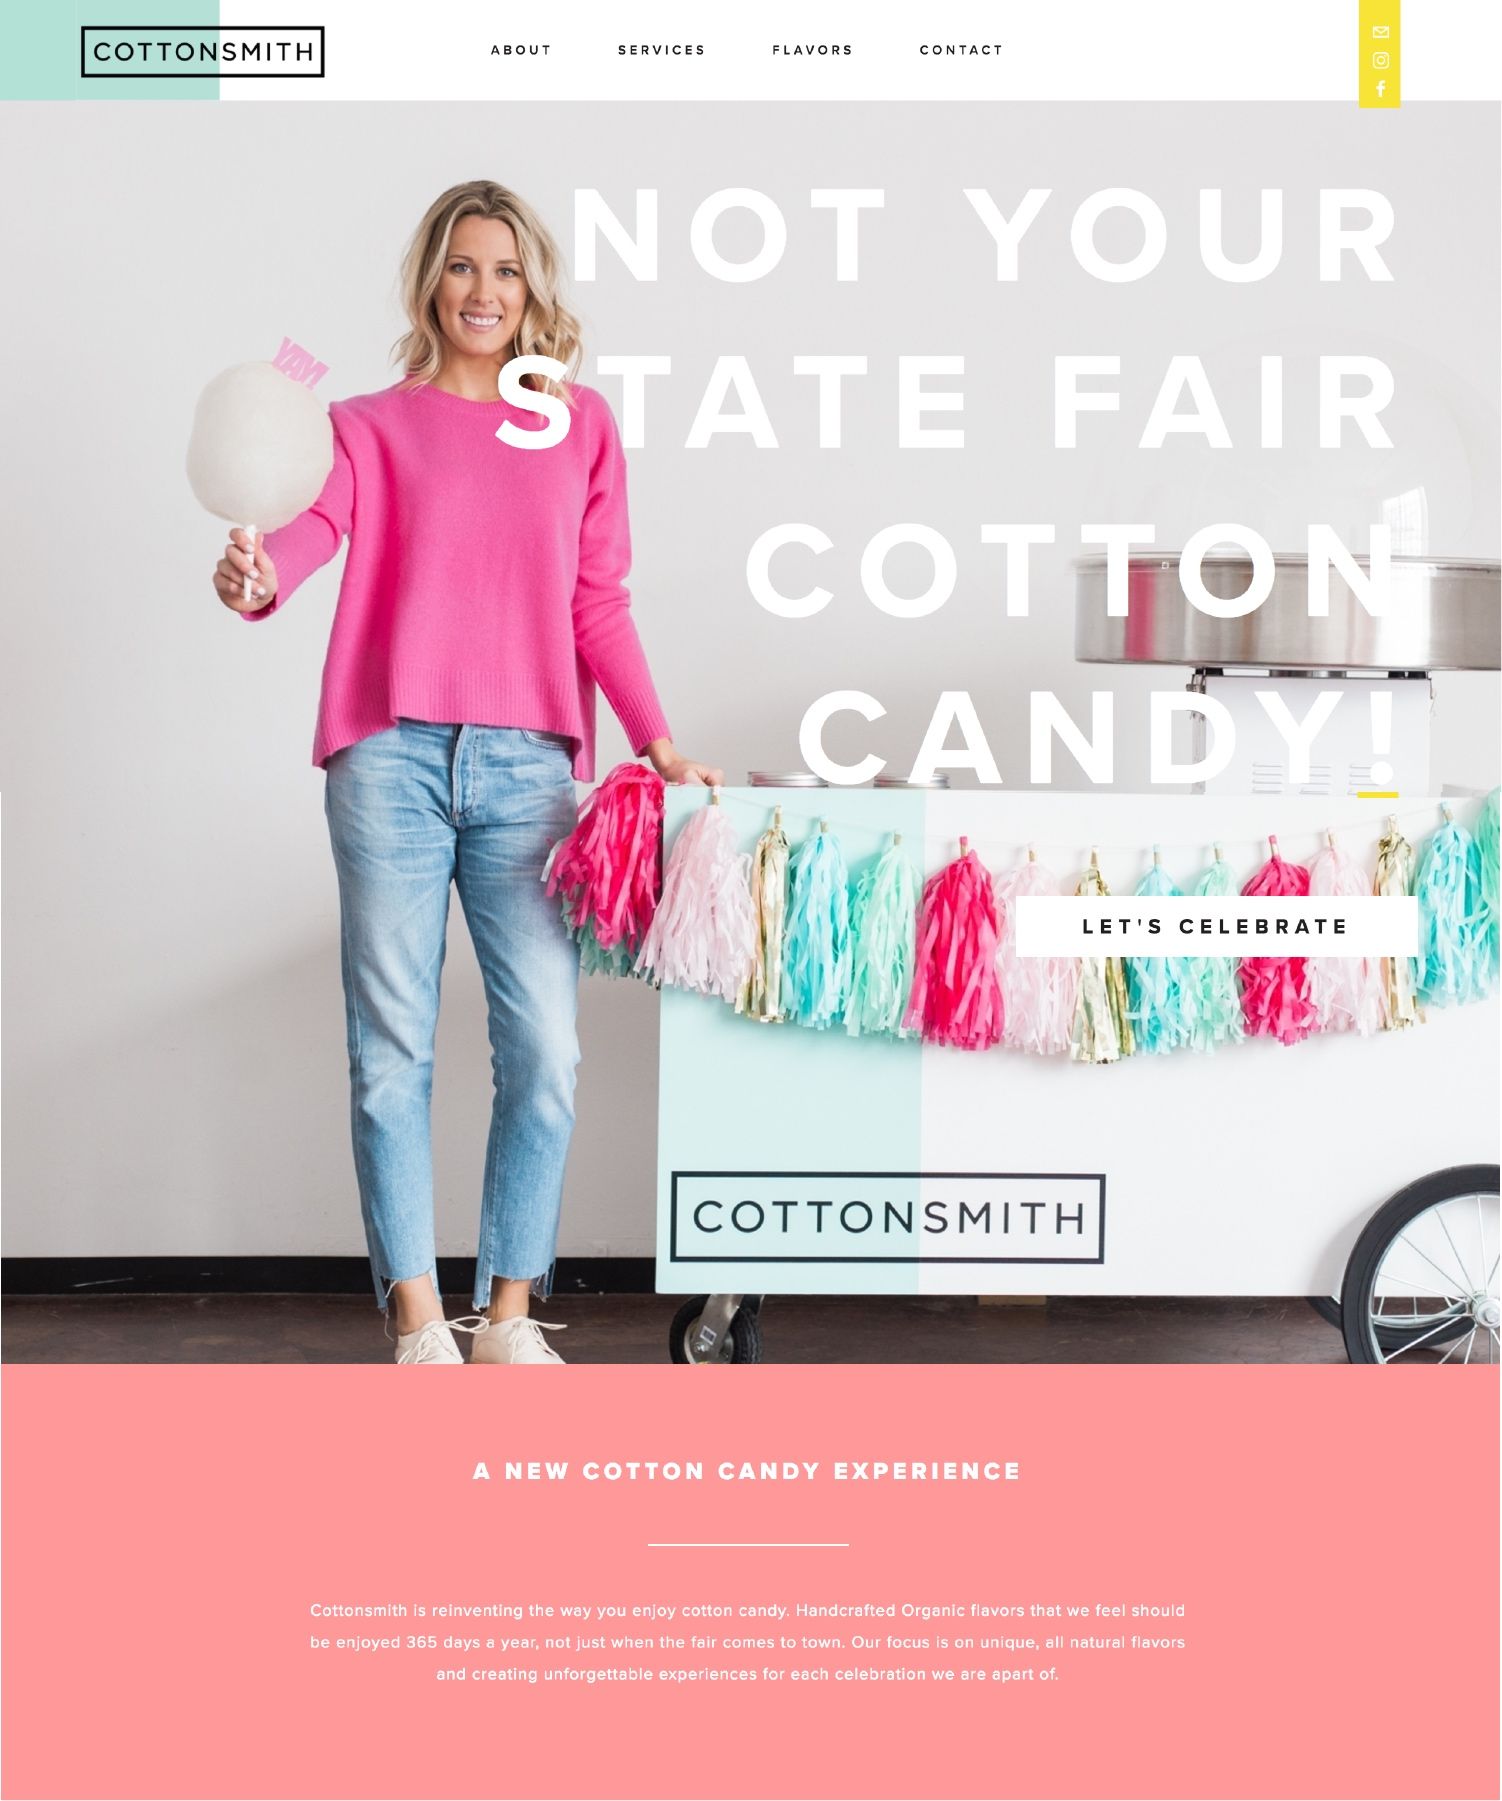 COTTONSMITH
ABOUT SERVICES FLAVORS CONTACT
NOT YOUR
STATE FAIR
COTTON
CANDY!
YAY!
LET'S CELEBRATE
COTTONSMITH
A NEW COTTON CANDY EXPERIENCE
Cottonsmith is reinventing the way you enjoy cotton candy. Handcrafted Organic flavors that we feel should
be enjoyed 365 days a year, not just when the fair comes to town. Our focus is on unique, all natural flavors
and creating unforgettable experiences for each celebration we are apart of.